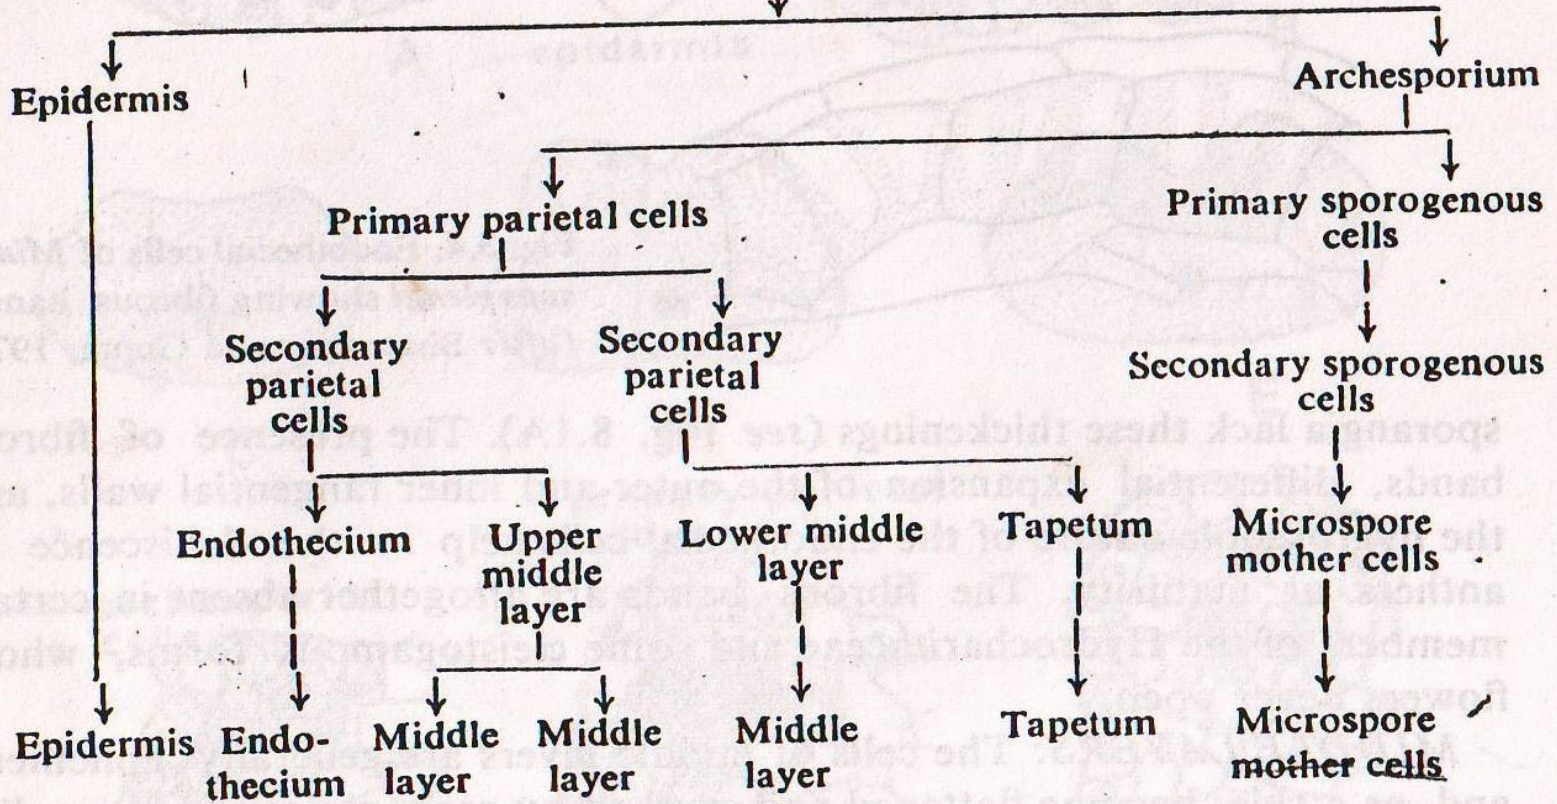 Epidermis
Archesporium
Primary parietal cells
Primary sporogenous
cells
Secondary
parietal
cells
Secondary
parietal
cells
Secondary sporogenous
cells
Endothecium
Upper
middle
layer
Lower middle
layer
Tapetum
Microspore
mother cells
Epidermis
Endo-
thecium
Middle
layer
Middle
layer
Middle
layer
Tapetum
Microspore
mother cells